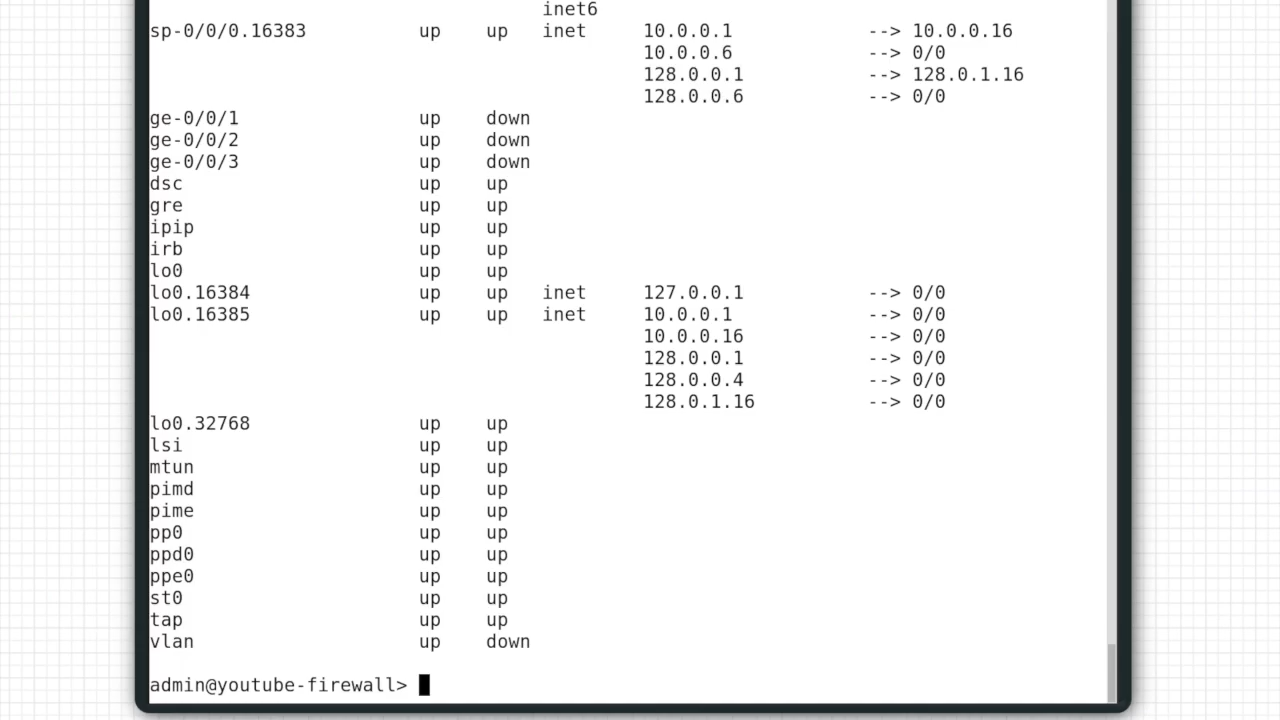 inet6
sp-0/0/0.16383 up up inet 10.0.0.1 --> 10.0.0.16
10.0.0.6 --> 0/0
128.0.0.1 --> 128.0.1.16
128.0.0.6 --> 0/0
ge-0/0/1 up down
ge-0/0/2 up down
ge-0/0/3 up down
dsc up up
gre up up
ipip up up
irb up up
lo0 up up
lo0.16384 up up inet 127.0.0.1 --> 0/0
lo0.16385 up up inet 10.0.0.1 --> 0/0
10.0.0.16 --> 0/0
128.0.0.1 --> 0/0
128.0.0.4 --> 0/0
128.0.1.16 --> 0/0
lo0.32768 up up
lsi up up
mtun up up
pimd up up
pime up up
pp0 up up
ppd0 up up
ppe0 up up
st0 up up
tap up up
vlan up down
admin@youtube-firewall>